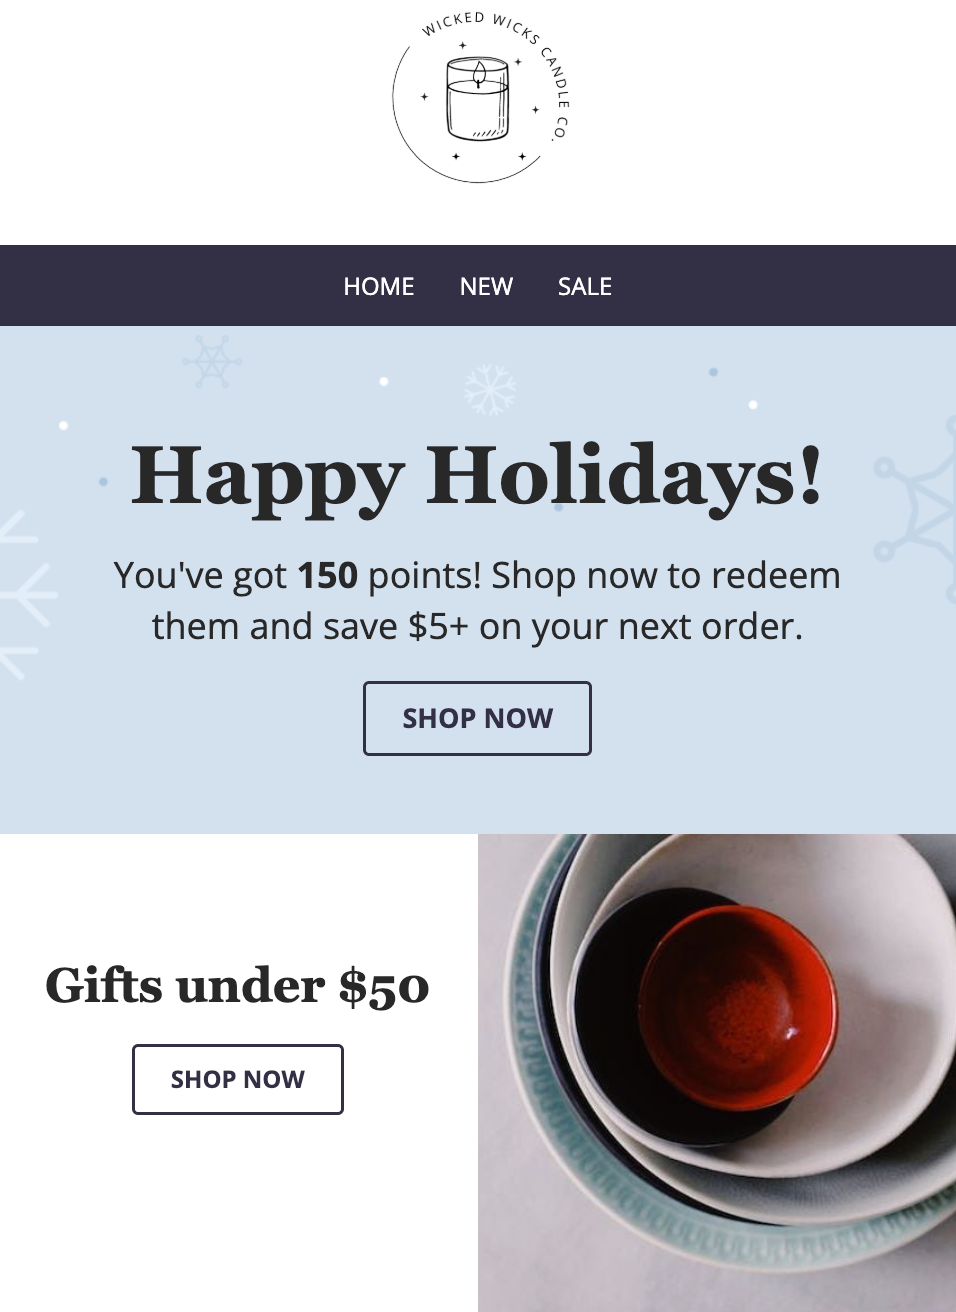 WICKED WICKS CANDLE CO.
HOME NEW SALE
Happy Holidays!
You've got 150 points! Shop now to redeem
them and save $5+ on your next order.
SHOP NOW
Gifts under $50
SHOP NOW